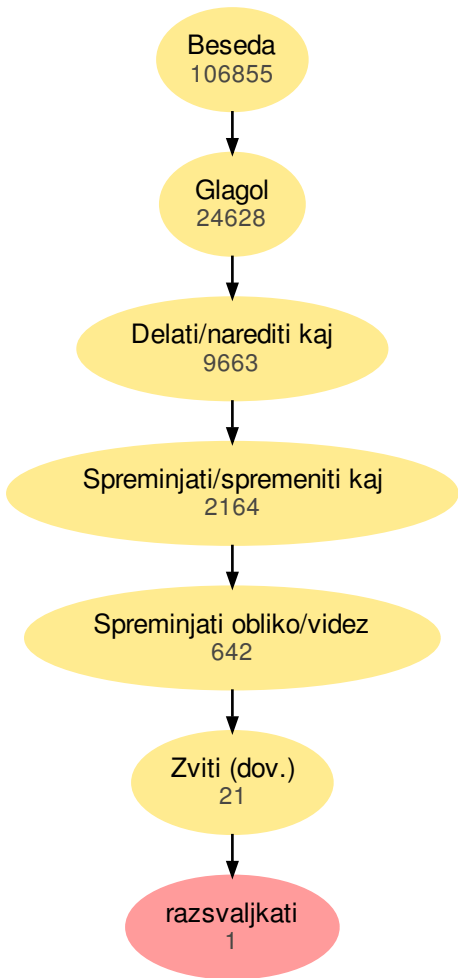 Beseda
106855
Glagol
24628
Delati/narediti kaj
9663
Spreminjati/spremeniti kaj
2164
Spreminjati obliko/videz
642
Zviti (dov.)
21
razsvaljkati
1